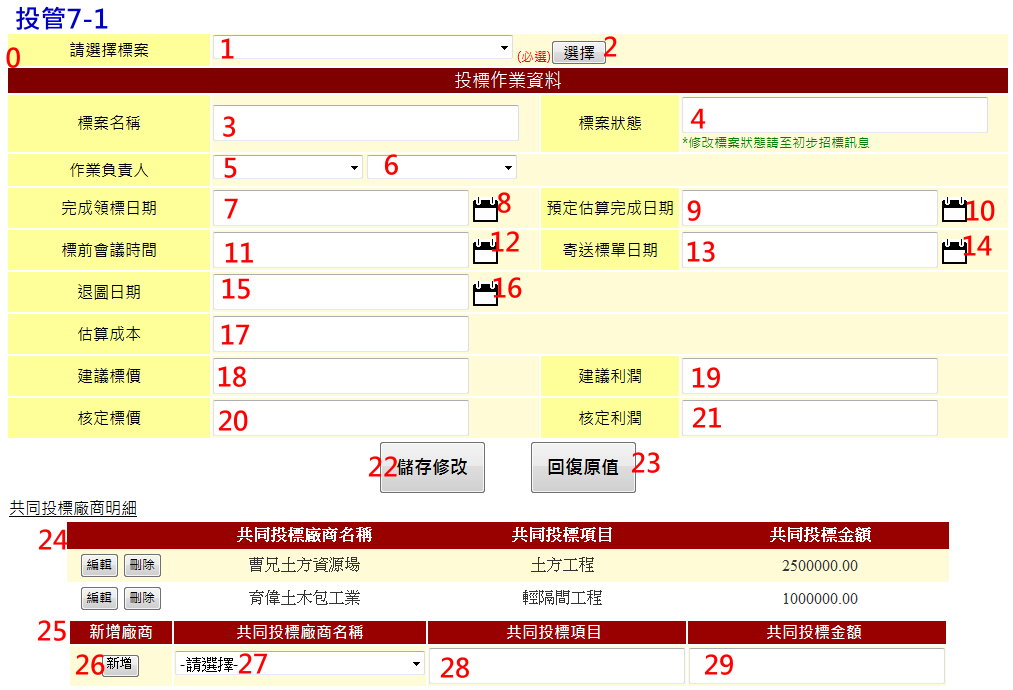 投管7-1
0 請選擇標案 1 (必選) 選擇 2
投標作業資料
標案名稱 3 標案狀態 4
*修改標案狀態請至初步招標訊息
作業負責人 5 6
完成領標日期 7 8 預定估算完成日期 9 10
標前會議時間 11 12 寄送標單日期 13 14
退圖日期 15 16
估算成本 17
建議標價 18 建議利潤 19
核定標價 20 核定利潤 21
22 儲存修改 回復原值 23
共同投標廠商明細
24 共同投標廠商名稱 共同投標項目 共同投標金額
編輯 刪除 曹兄土方資源場 土方工程 2500000.00
編輯 刪除 育偉土木包工業 輕隔間工程 1000000.00
25 新增廠商 共同投標廠商名稱 共同投標項目 共同投標金額
26 新增 -請選擇- 27 28 29